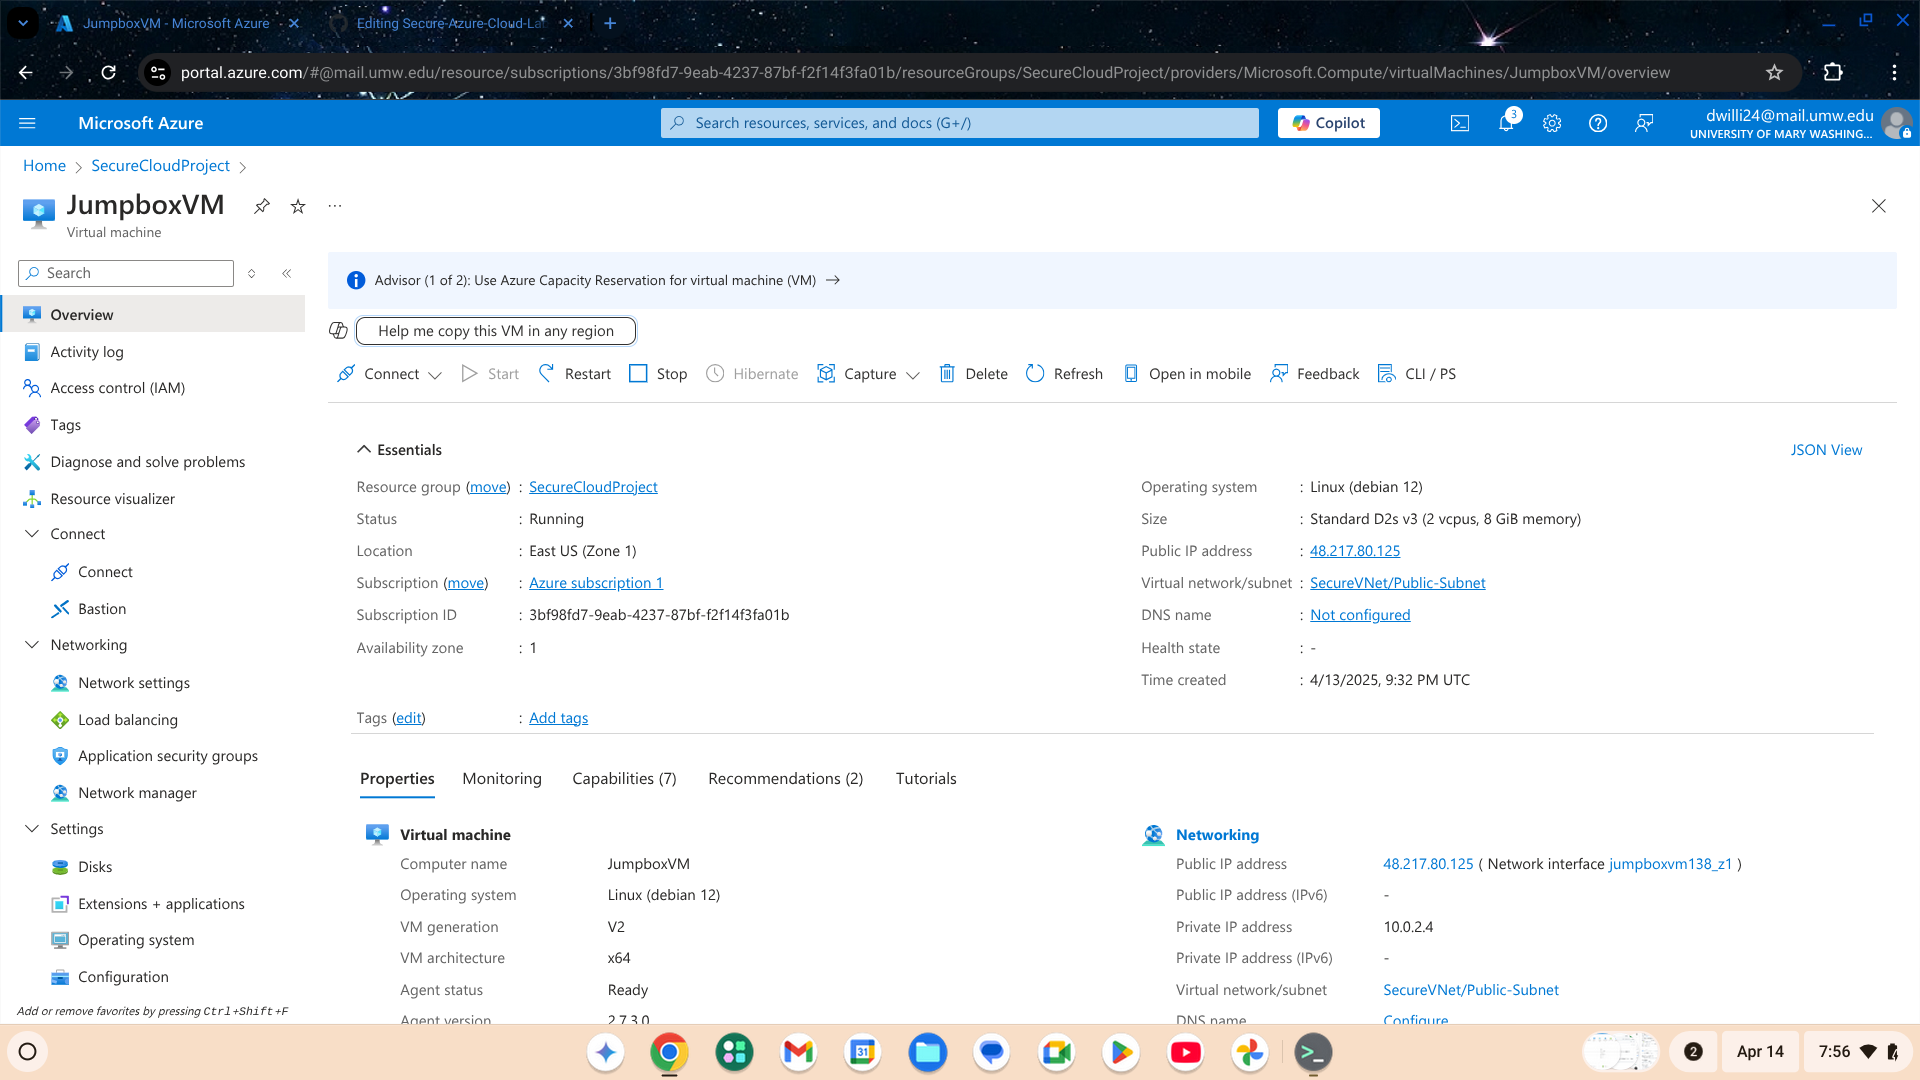 JumpboxVM - Microsoft Azure
Editing Secure-Azure-Cloud-La
portal.azure.com/#@mail.umw.edu/resource/subscriptions/3bf98fd7-9eab-4237-87bf-f2f14f3fa01b/resourceGroups/SecureCloudProject/providers/Microsoft.Compute/virtualMachines/JumpboxVM/overview
Microsoft Azure
Search resources, services, and docs (G+/)
Copilot
3
dwilli24@mail.umw.edu
UNIVERSITY OF MARY WASHING...
Home > SecureCloudProject >
JumpboxVM
Virtual machine
Search
Overview
Activity log
Access control (IAM)
Tags
Diagnose and solve problems
Resource visualizer
Connect
Connect
Bastion
Networking
Network settings
Load balancing
Application security groups
Network manager
Settings
Disks
Extensions + applications
Operating system
Configuration
Add or remove favorites by pressing Ctrl+Shift+F
Advisor (1 of 2): Use Azure Capacity Reservation for virtual machine (VM) →
Help me copy this VM in any region
Connect Start Restart Stop Hibernate Capture Delete Refresh Open in mobile Feedback CLI / PS
Essentials
JSON View
Resource group (move) : SecureCloudProject
Status : Running
Location : East US (Zone 1)
Subscription (move) : Azure subscription 1
Subscription ID : 3bf98fd7-9eab-4237-87bf-f2f14f3fa01b
Availability zone : 1
Operating system : Linux (debian 12)
Size : Standard D2s v3 (2 vcpus, 8 GiB memory)
Public IP address : 48.217.80.125
Virtual network/subnet : SecureVNet/Public-Subnet
DNS name : Not configured
Health state : -
Time created : 4/13/2025, 9:32 PM UTC
Tags (edit) : Add tags
Properties Monitoring Capabilities (7) Recommendations (2) Tutorials
Virtual machine
Computer name JumpboxVM
Operating system Linux (debian 12)
VM generation V2
VM architecture x64
Agent status Ready
Agent version 2.7.3.0
Networking
Public IP address 48.217.80.125 ( Network interface jumpboxvm138_z1 )
Public IP address (IPv6) -
Private IP address 10.0.2.4
Private IP address (IPv6) -
Virtual network/subnet SecureVNet/Public-Subnet
DNS name Configure
31
2
Apr 14
7:56